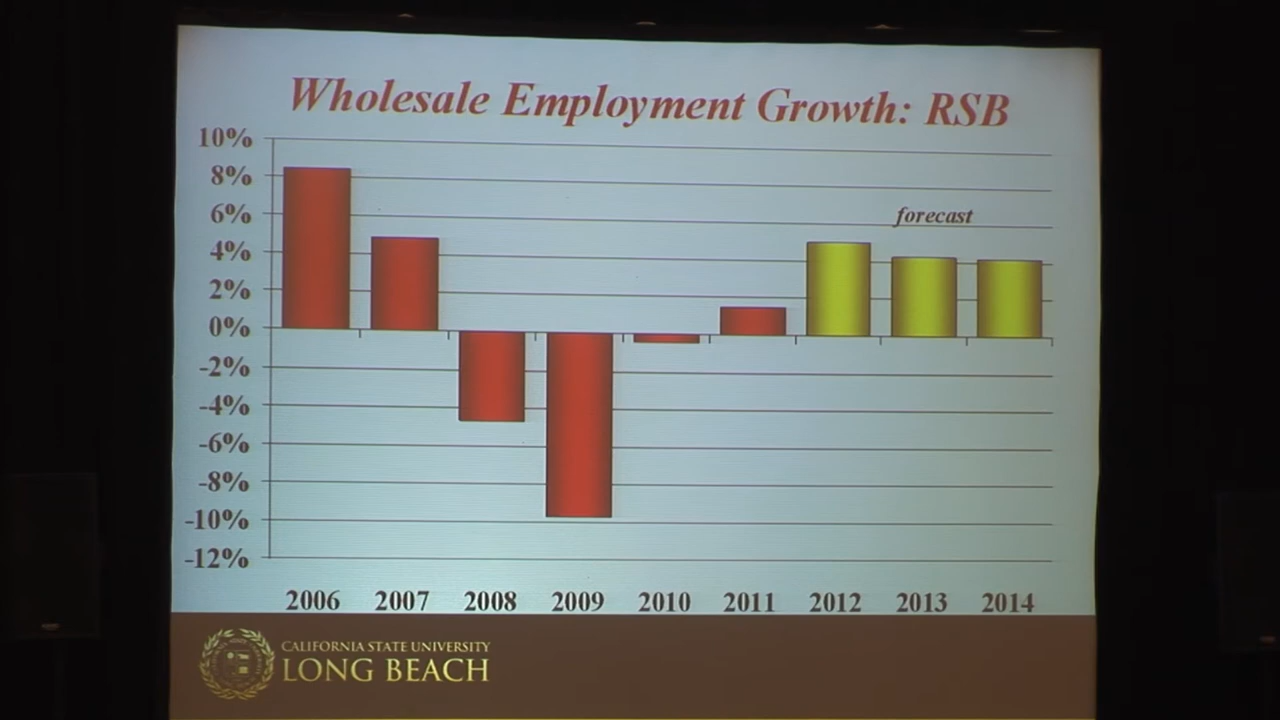 Wholesale Employment Growth: RSB
10%
8%
6%
forecast
4%
2%
0%
-2%
-4%
-6%
-8%
-10%
-12%
2006 2007 2008 2009 2010 2011 2012 2013 2014
CALIFORNIA STATE UNIVERSITY
LONG BEACH